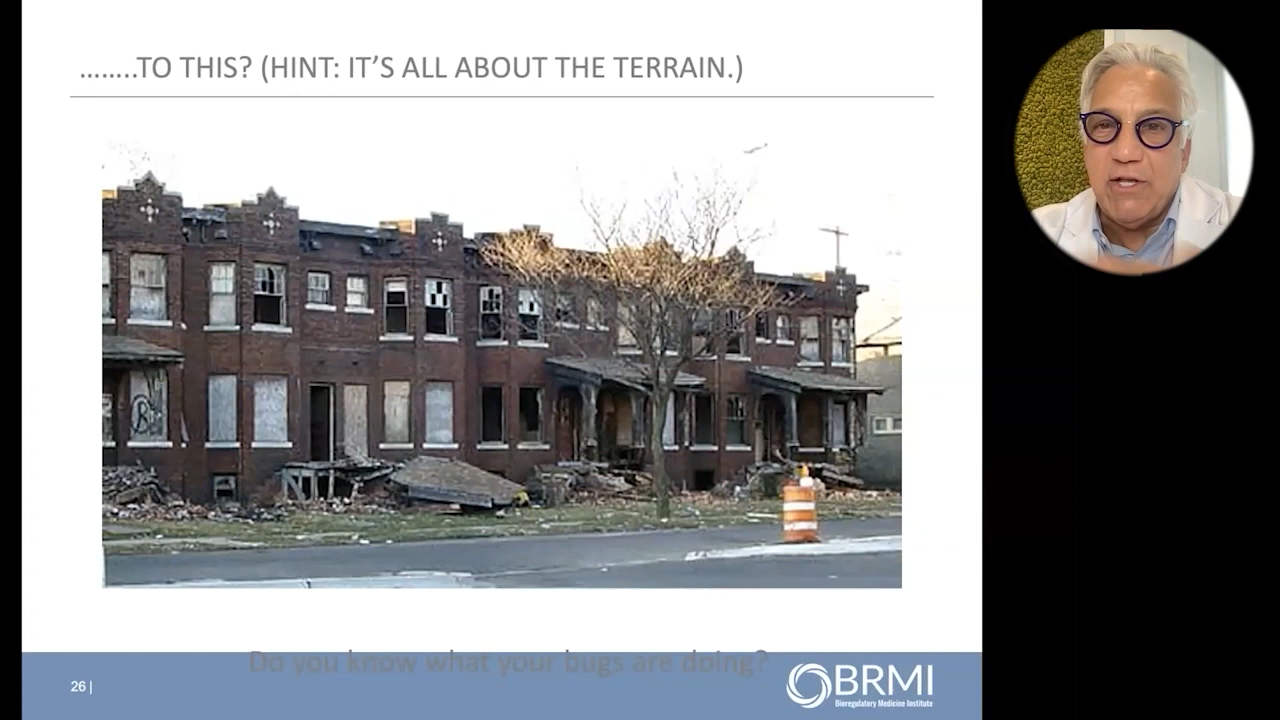 ……..TO THIS? (HINT: IT’S ALL ABOUT THE TERRAIN.)
Do you know what your bugs are doing?
26 |
BRMI
Bioregulatory Medicine Institute